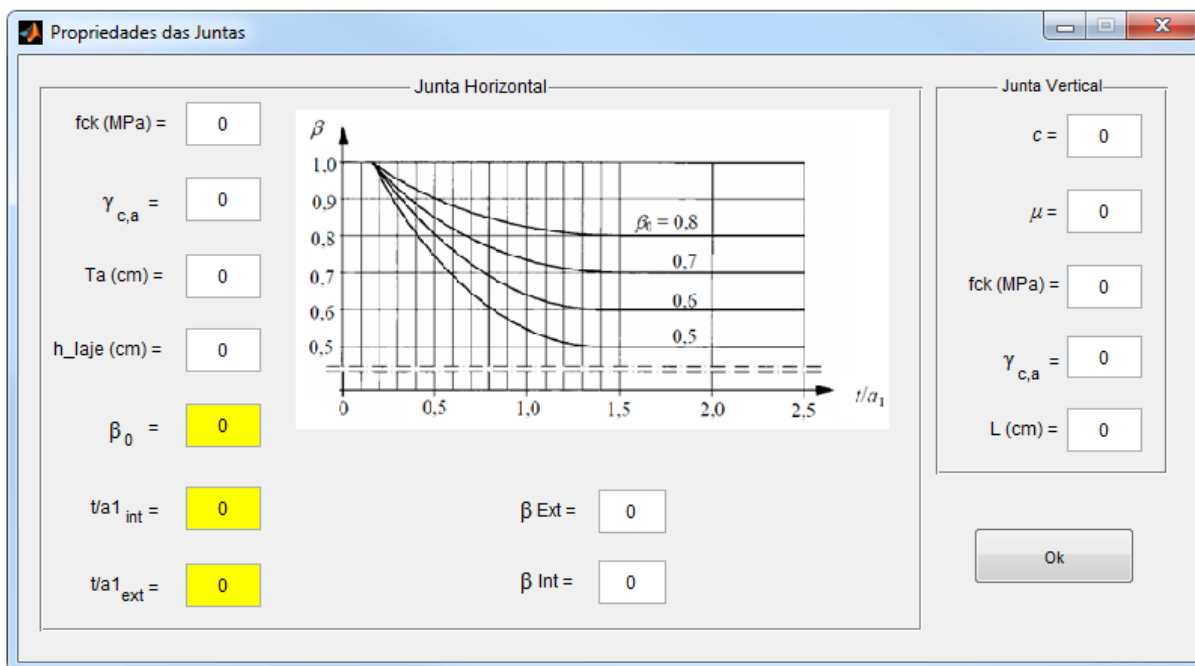 Propriedades das Juntas
Junta Horizontal
fck (MPa) = 0
γ c,a = 0
Ta (cm) = 0
h_laje (cm) = 0
β 0 = 0
t/a1 int = 0
t/a1 ext = 0
β
1,0
0,9
0,8
0,7
0,6
0,5
β0 = 0,8
0,7
0,6
0,5
0 0,5 1,0 1,5 2,0 2,5
t/a1
β Ext = 0
β Int = 0
Junta Vertical
c = 0
μ = 0
fck (MPa) = 0
γ c,a = 0
L (cm) = 0
Ok